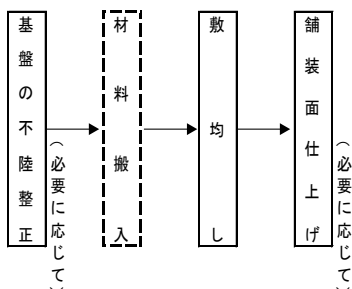 基盤の不陸整正
（必要に応じて）
材料搬入
敷均し
舗装面仕上げ
（必要に応じて）